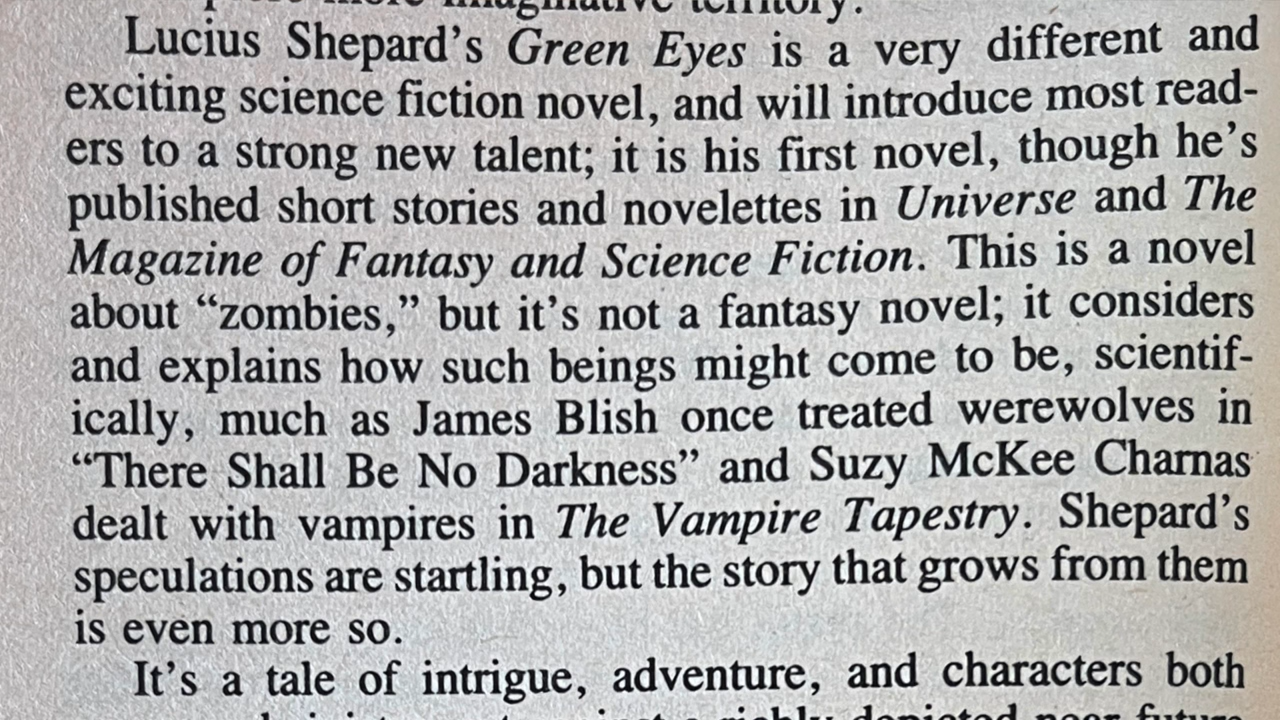 imaginative territory.
Lucius Shepard's Green Eyes is a very different and
exciting science fiction novel, and will introduce most read-
ers to a strong new talent; it is his first novel, though he's
published short stories and novelettes in Universe and The
Magazine of Fantasy and Science Fiction. This is a novel
about “zombies,” but it's not a fantasy novel; it considers
and explains how such beings might come to be, scientif-
ically, much as James Blish once treated werewolves in
“There Shall Be No Darkness” and Suzy McKee Charnas
dealt with vampires in The Vampire Tapestry. Shepard's
speculations are startling, but the story that grows from them
is even more so.
It's a tale of intrigue, adventure, and characters both
a richly depicted near future